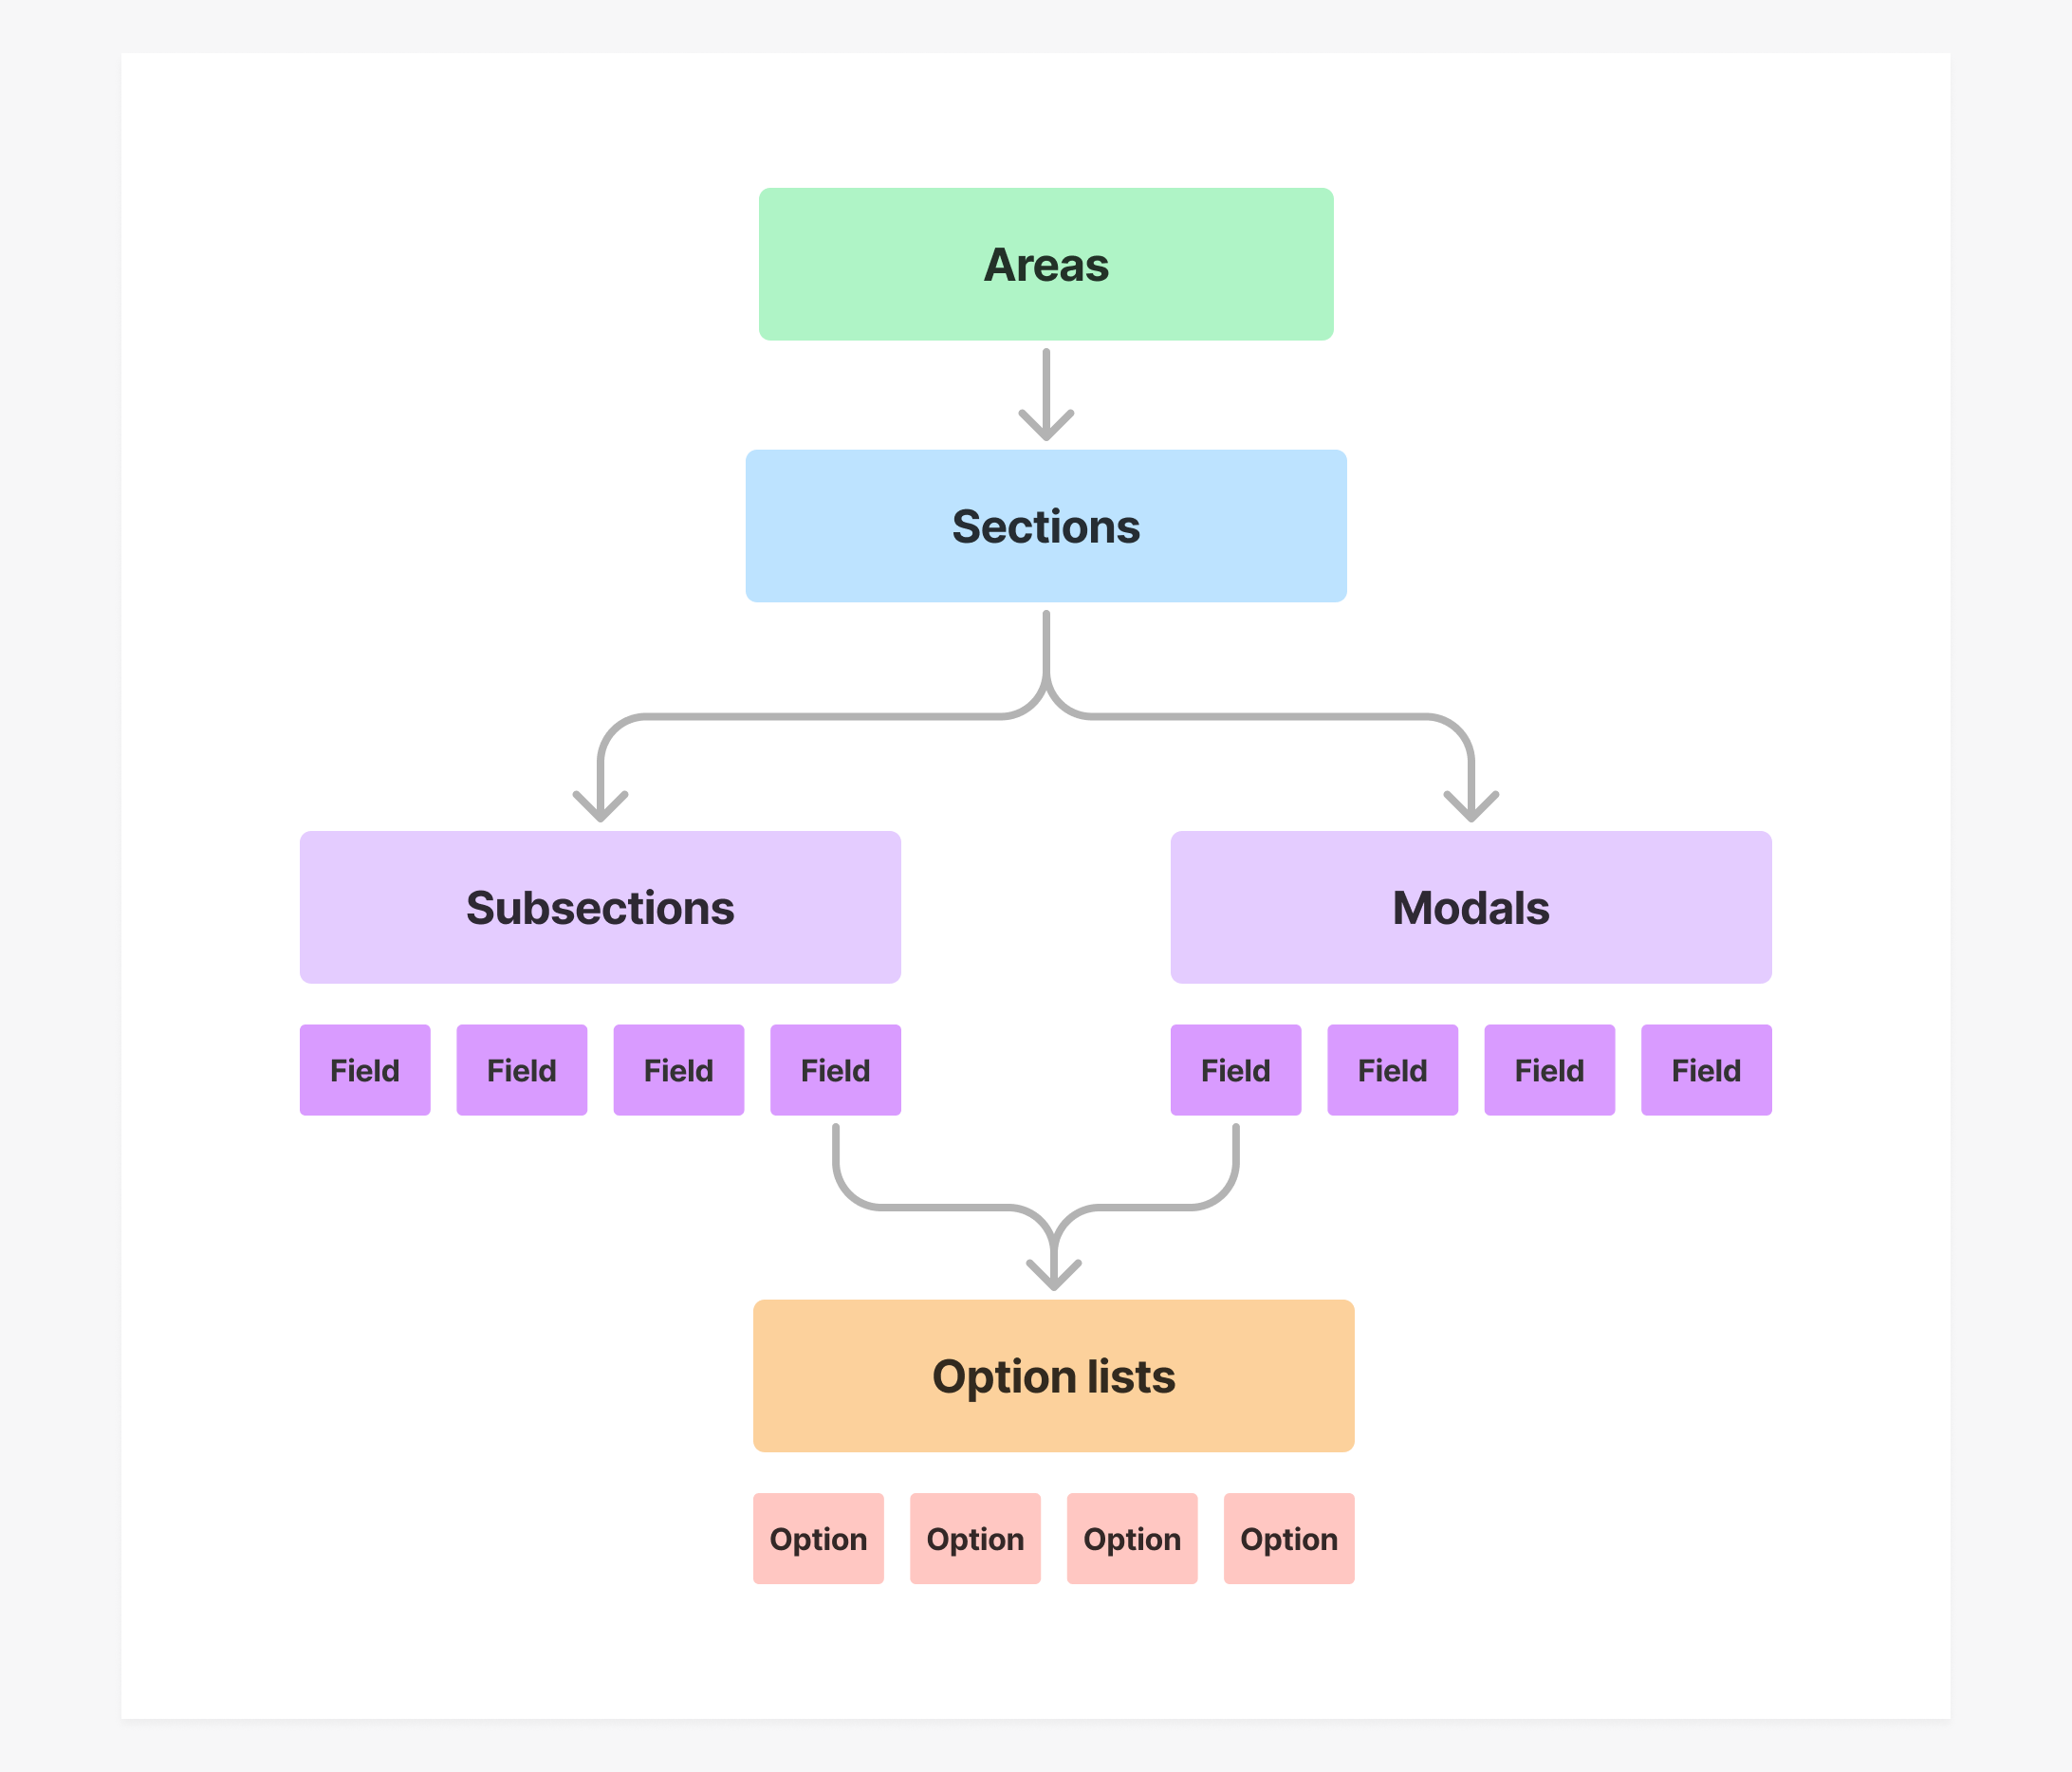 Areas
Sections
Subsections
Modals
Field
Field
Field
Field
Field
Field
Field
Field
Option lists
Option
Option
Option
Option